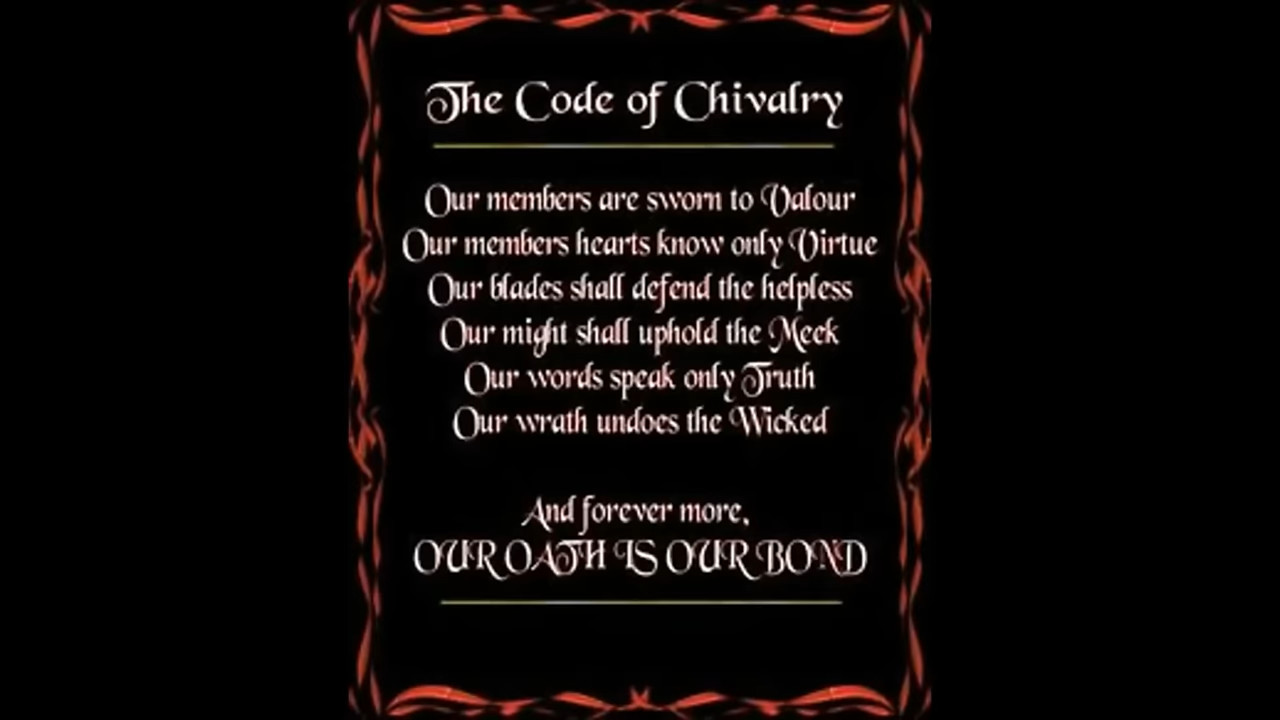 The Code of Chivalry
Our members are sworn to Valour
Our members hearts know only Virtue
Our blades shall defend the helpless
Our might shall uphold the Meek
Our words speak only Truth
Our wrath undoes the Wicked
And forever more,
OUR OATH IS OUR BOND